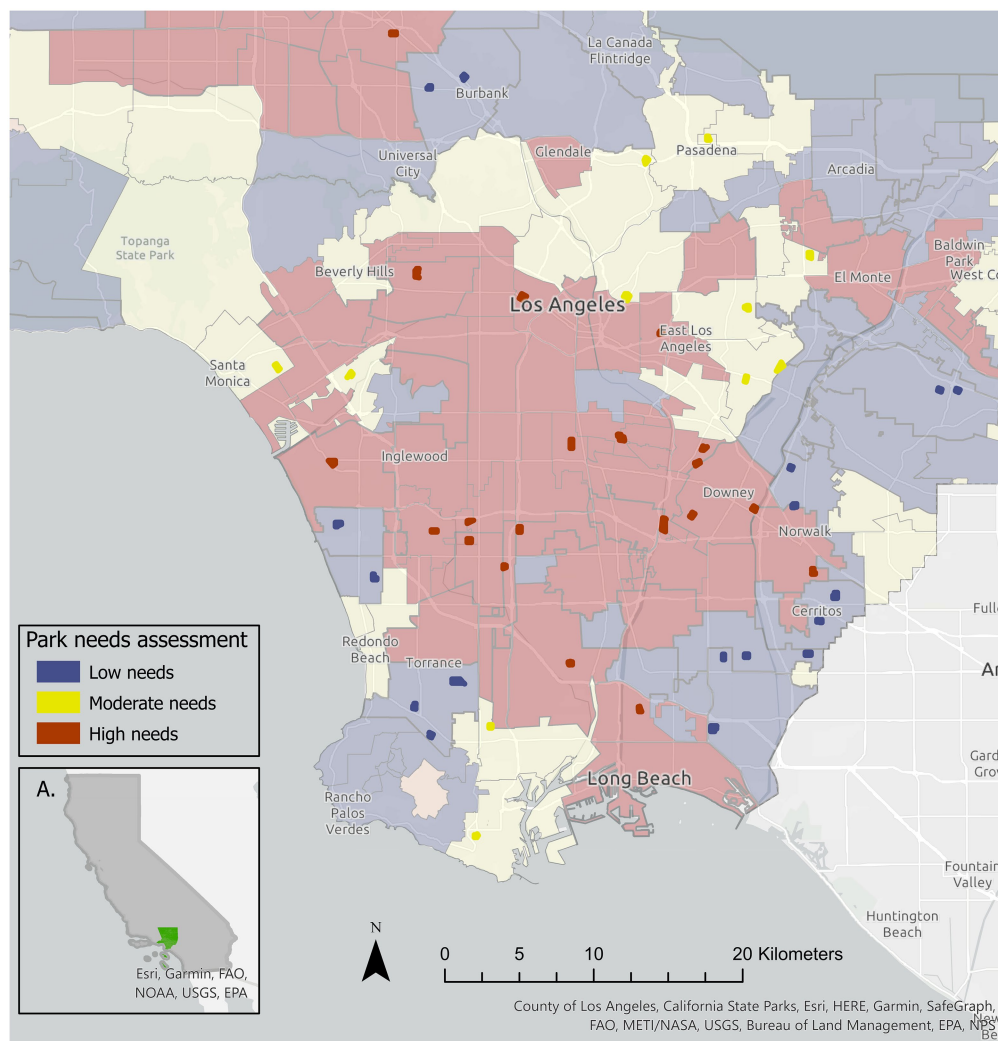 La Canada
Flintridge
Burbank
Universal
City
Glendale
Pasadena
Arcadia
Topanga
State Park
Beverly Hills
Baldwin
Park
West Co
El Monte
Los Angeles
East Los
Angeles
Santa
Monica
Inglewood
Downey
Norwalk
Cerritos
Fulle
Redondo
Beach
Torrance
Park needs assessment
Low needs
Moderate needs
High needs
An
Gard
Gro
Long Beach
Rancho
Palos
Verdes
A.
Fountain
Valley
Huntington
Beach
N
0 5 10 20 Kilometers
Esri, Garmin, FAO,
NOAA, USGS, EPA
County of Los Angeles, California State Parks, Esri, HERE, Garmin, SafeGraph,
FAO, METI/NASA, USGS, Bureau of Land Management, EPA, NPS
New
Be